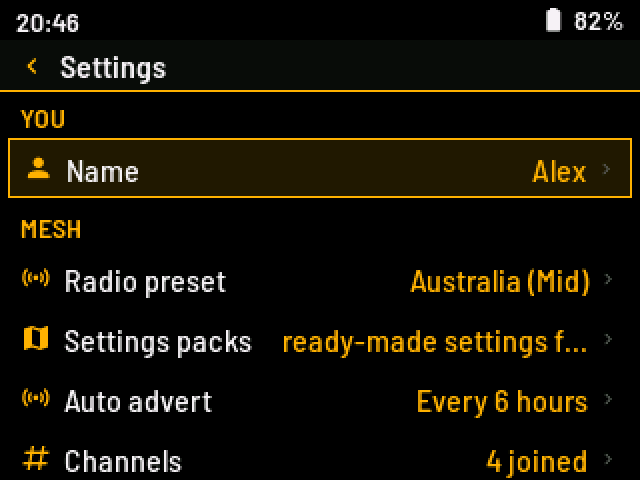 20:46 82%
Settings
YOU
Name Alex
MESH
Radio preset Australia (Mid)
Settings packs ready-made settings f...
Auto advert Every 6 hours
Channels 4 joined